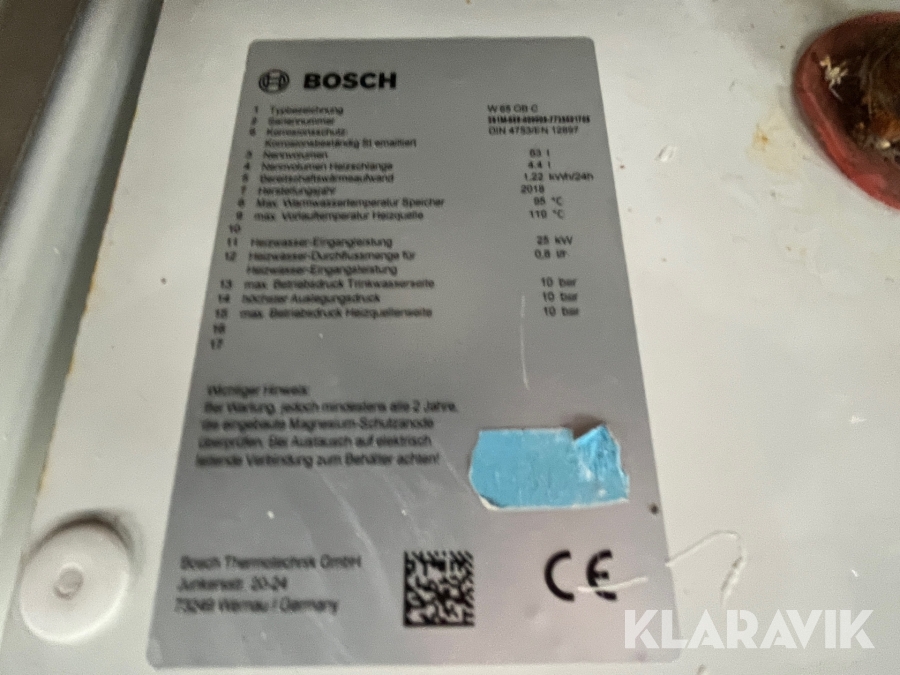 BOSCH
1 Typbezeichnung W 65 OB C
2 Seriennummer
6 Korrosionsschutz: DIN 4753/EN 12897
Korrosionsbeständig St emailliert
3 Nennvolumen 63 l
4 Nennvolumen Heizschlange 4.4 l
5 Bereitschaftswärmeaufwand 1,22 kWh/24h
7 Herstellungsjahr 2018
8 Max. Warmwassertemperatur Speicher 95 °C
9 max. Vorlauftemperatur Heizquelle 110 °C
10
11 Heizwasser-Eingangleistung 25 kW
12 Heizwasser-Durchflussmenge für 0,8
Heizwasser-Eingangsleistung
13 max. Betriebsdruck Trinkwasserseite 10 bar
14 höchster Auslegungsdruck 10 bar
15 max. Betriebsdruck Heizquellenseite 10 bar
16
17
Wichtiger Hinweis:
Bei Wartung, jedoch mindestens alle 2 Jahre,
die eingebaute Magnesium-Schutzanode
überprüfen. Bei Austausch auf elektrisch
leitende Verbindung zum Behälter achten!
Bosch Thermotechnik GmbH
Junkersstr. 20-24
73249 Wernau / Germany
CE
KLARAVIK